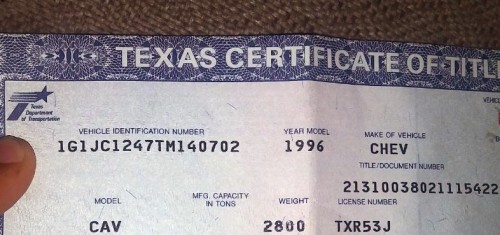 TEXAS CERTIFICATE OF TITL
Texas
Department
of Transportation
VEHICLE IDENTIFICATION NUMBER YEAR MODEL MAKE OF VEHICLE
1G1JC1247TM140702 1996 CHEV
TITLE/DOCUMENT NUMBER
21310038021115422
MODEL MFG. CAPACITY IN TONS WEIGHT LICENSE NUMBER
CAV 2800 TXR53J